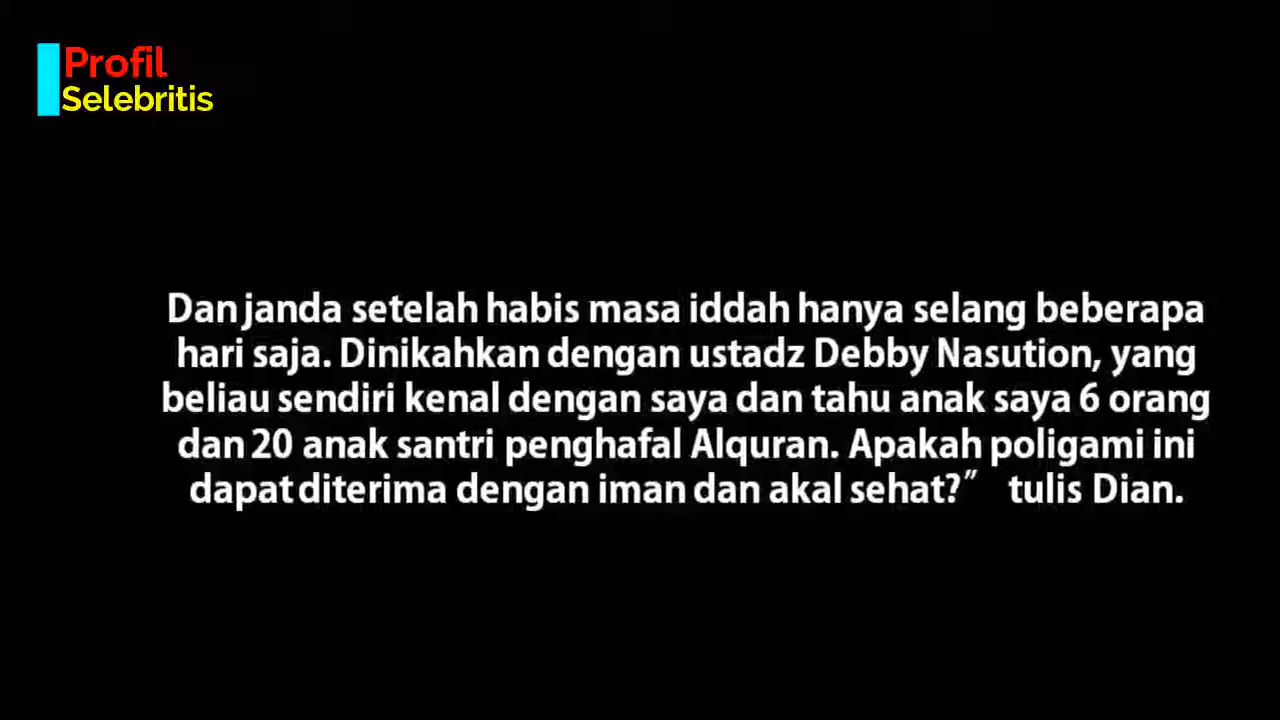 Profil
Selebritis
Dan janda setelah habis masa iddah hanya selang beberapa
hari saja. Dinikahkan dengan ustadz Debby Nasution, yang
beliau sendiri kenal dengan saya dan tahu anak saya 6 orang
dan 20 anak santri penghafal Alquran. Apakah poligami ini
dapat diterima dengan iman dan akal sehat?” tulis Dian.